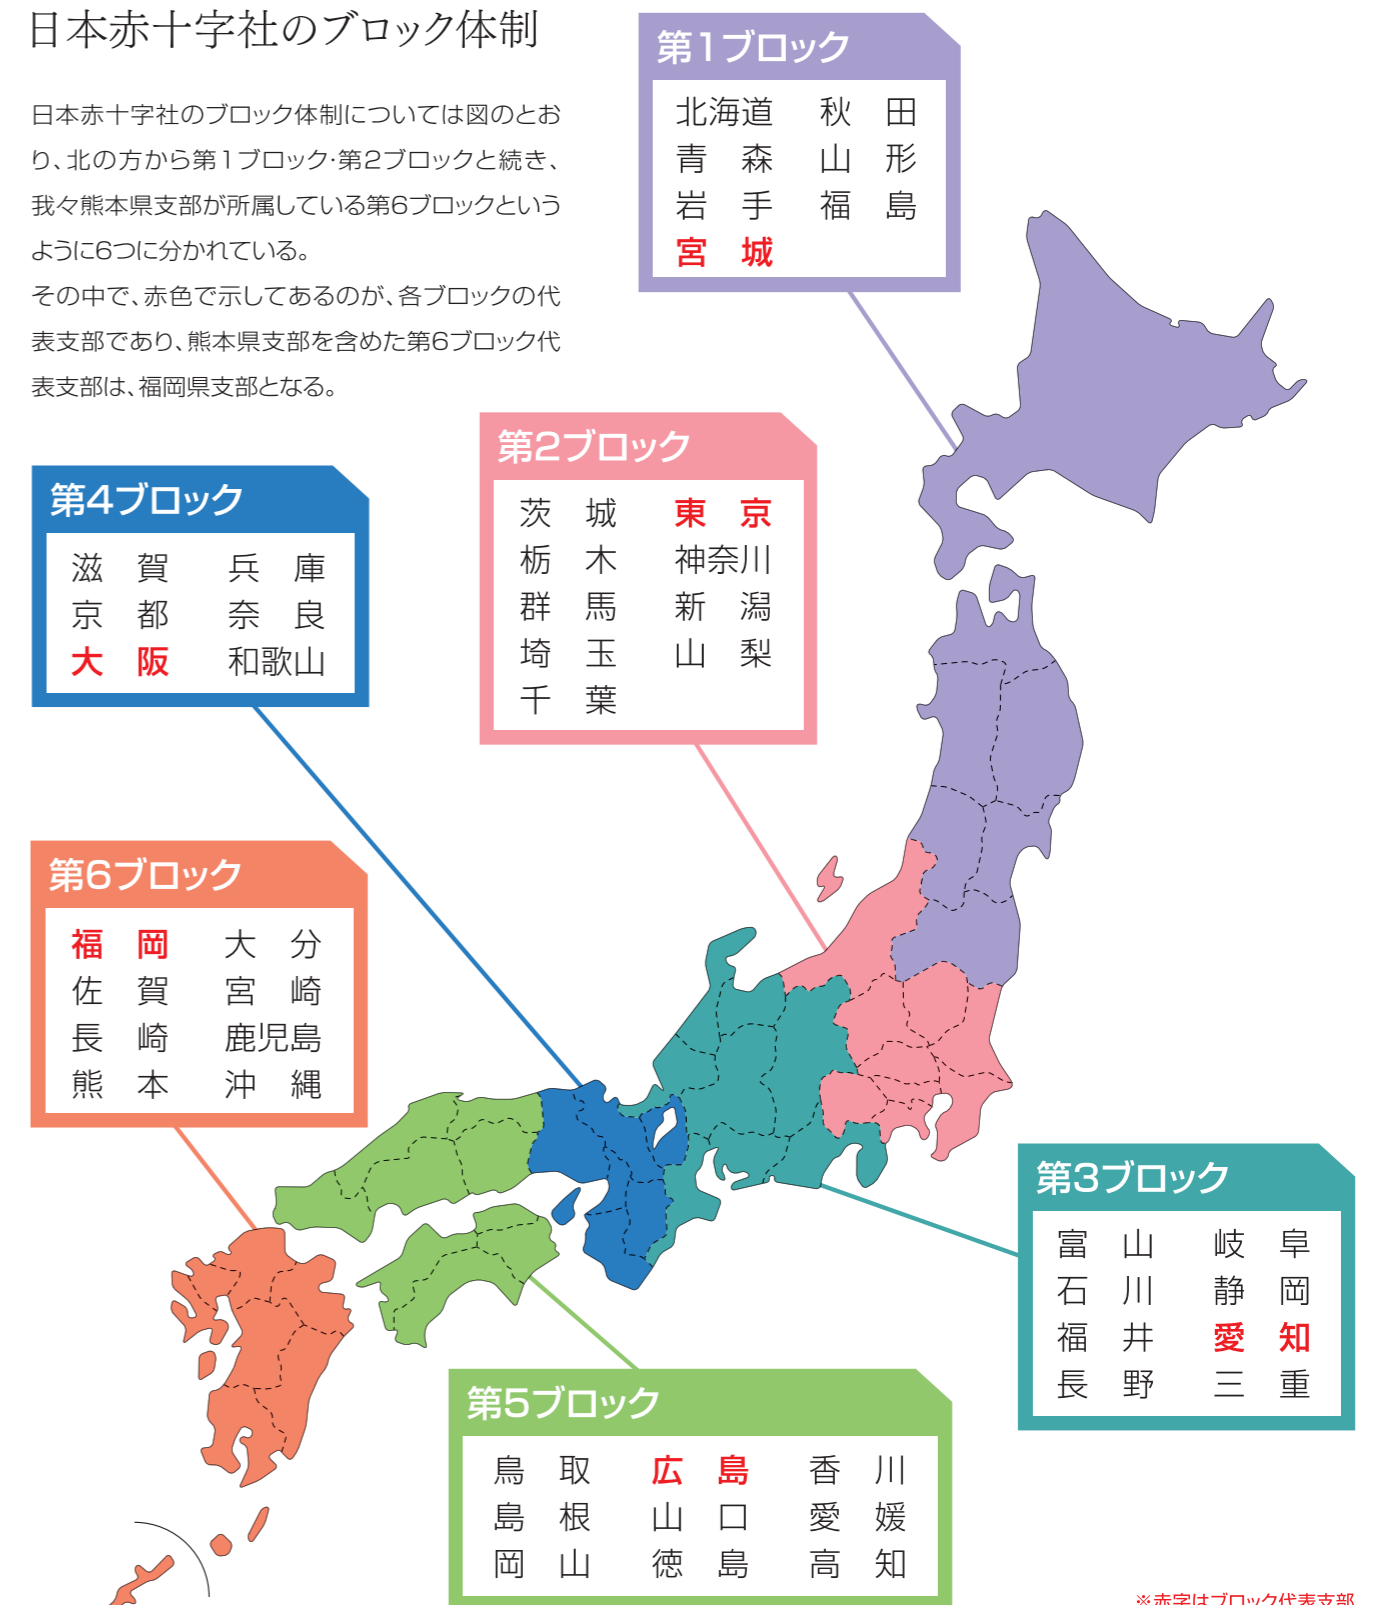 日本赤十字社のブロック体制
日本赤十字社のブロック体制については図のとお
り、北の方から第1ブロック・第2ブロックと続き、
我々熊本県支部が所属している第6ブロックという
ように6つに分かれている。
その中で、赤色で示してあるのが、各ブロックの代
表支部であり、熊本県支部を含めた第6ブロック代
表支部は、福岡県支部となる。
第1ブロック
北海道 秋田
青森 山形
岩手 福島
宮城
第2ブロック
茨城 東京
栃木 神奈川
群馬 新潟
埼玉 山梨
千葉
第4ブロック
滋賀 兵庫
京都 奈良
大阪 和歌山
第6ブロック
福岡 大分
佐賀 宮崎
長崎 鹿児島
熊本 沖縄
第3ブロック
富山 岐阜
石川 静岡
福井 愛知
長野 三重
第5ブロック
鳥取 広島 香川
島根 山口 愛媛
岡山 徳島 高知
※赤字はブロック代表支部